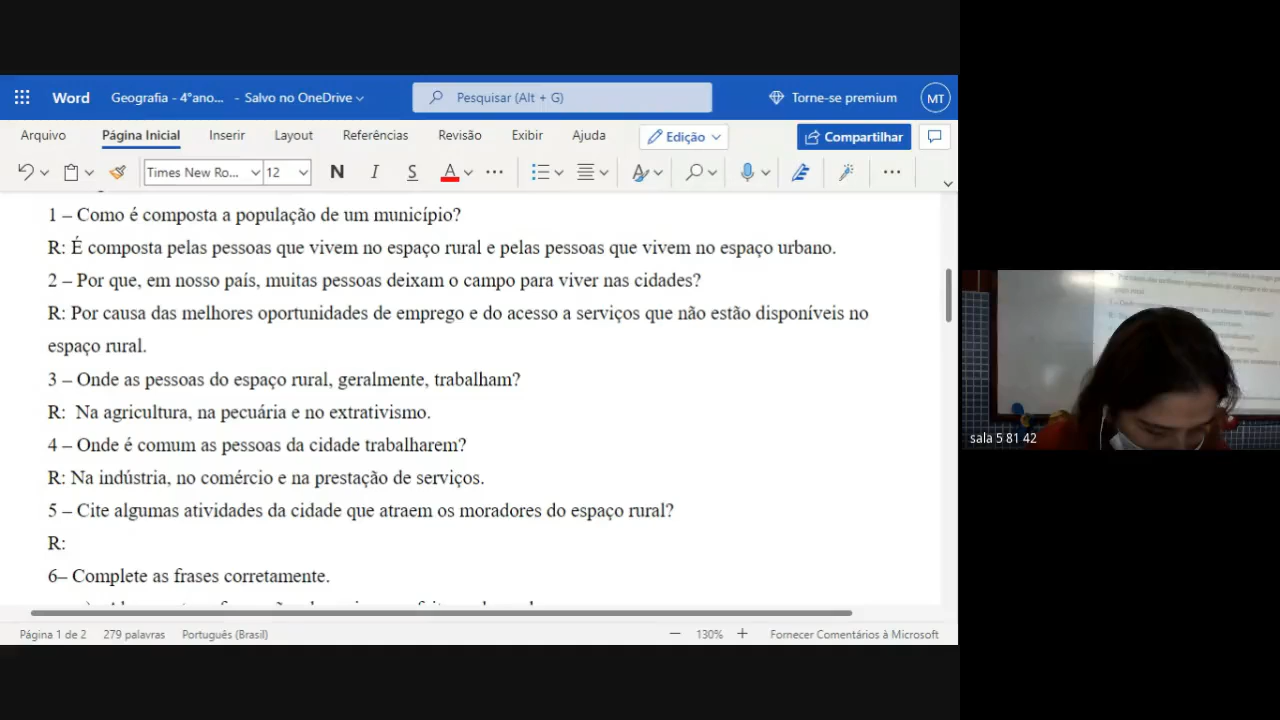 Word Geografia - 4°ano... - Salvo no OneDrive Pesquisar (Alt + G) Torne-se premium MT
Arquivo Página Inicial Inserir Layout Referências Revisão Exibir Ajuda Edição Compartilhar
Times New Ro... 12 N I S A ...
1 – Como é composta a população de um município?
R: É composta pelas pessoas que vivem no espaço rural e pelas pessoas que vivem no espaço urbano.
2 – Por que, em nosso país, muitas pessoas deixam o campo para viver nas cidades?
R: Por causa das melhores oportunidades de emprego e do acesso a serviços que não estão disponíveis no
espaço rural.
3 – Onde as pessoas do espaço rural, geralmente, trabalham?
R: Na agricultura, na pecuária e no extrativismo.
4 – Onde é comum as pessoas da cidade trabalharem?
R: Na indústria, no comércio e na prestação de serviços.
5 – Cite algumas atividades da cidade que atraem os moradores do espaço rural?
R:
6– Complete as frases corretamente.
Página 1 de 2 279 palavras Português (Brasil) 130% Fornecer Comentários à Microsoft
sala 5 81 42